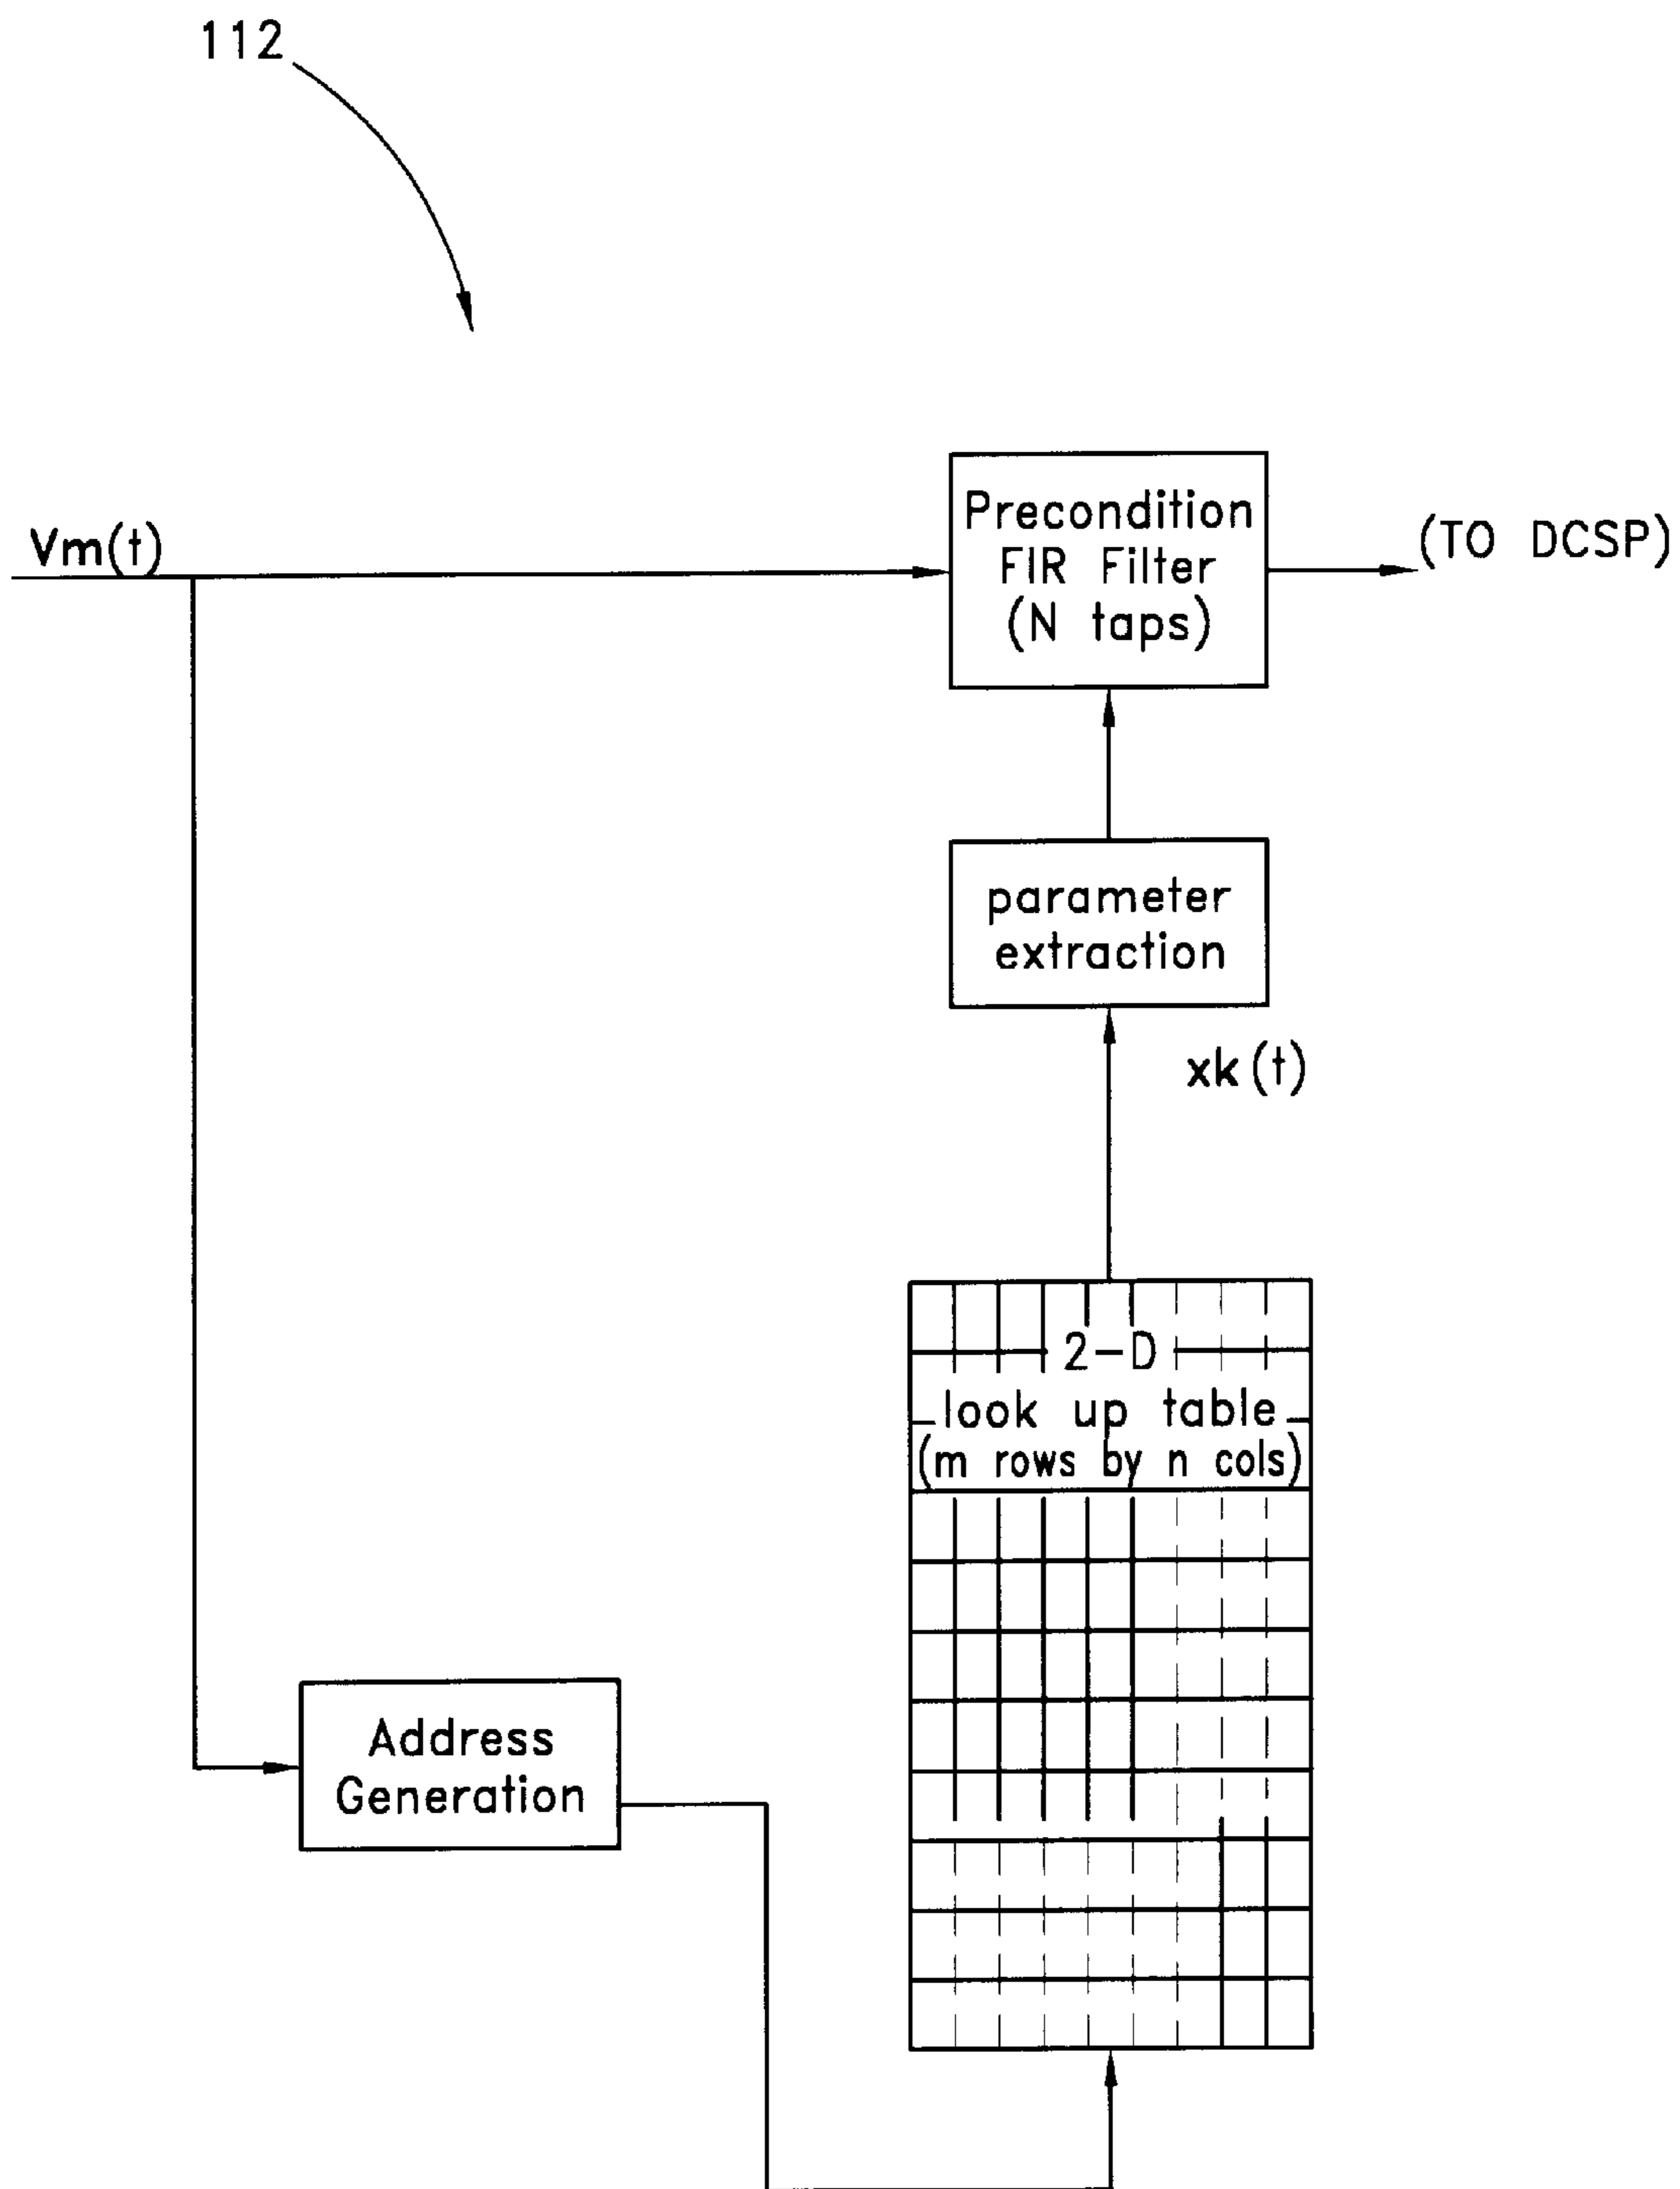 112
Vm(t)
Precondition
FIR Filter
(N taps)
(TO DCSP)
parameter
extraction
xk(t)
2-D
look up table
(m rows by n cols)
Address
Generation